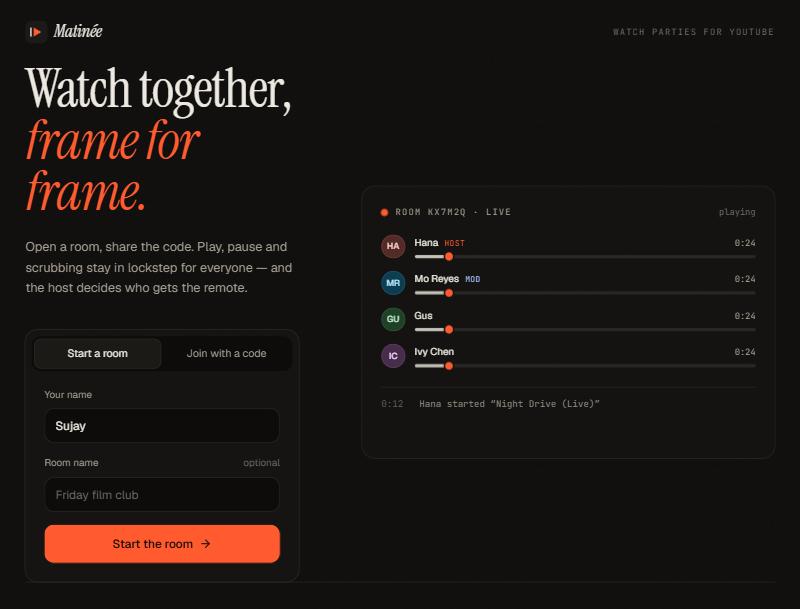 Matinée
WATCH PARTIES FOR YOUTUBE
Watch together,
frame for
frame.
Open a room, share the code. Play, pause and
scrubbing stay in lockstep for everyone — and
the host decides who gets the remote.
Start a room
Join with a code
Your name
Sujay
Room name
optional
Friday film club
Start the room →
ROOM KX7M2Q · LIVE
playing
HA
Hana HOST
0:24
MR
Mo Reyes MOD
0:24
GU
Gus
0:24
IC
Ivy Chen
0:24
0:12 Hana started “Night Drive (Live)”